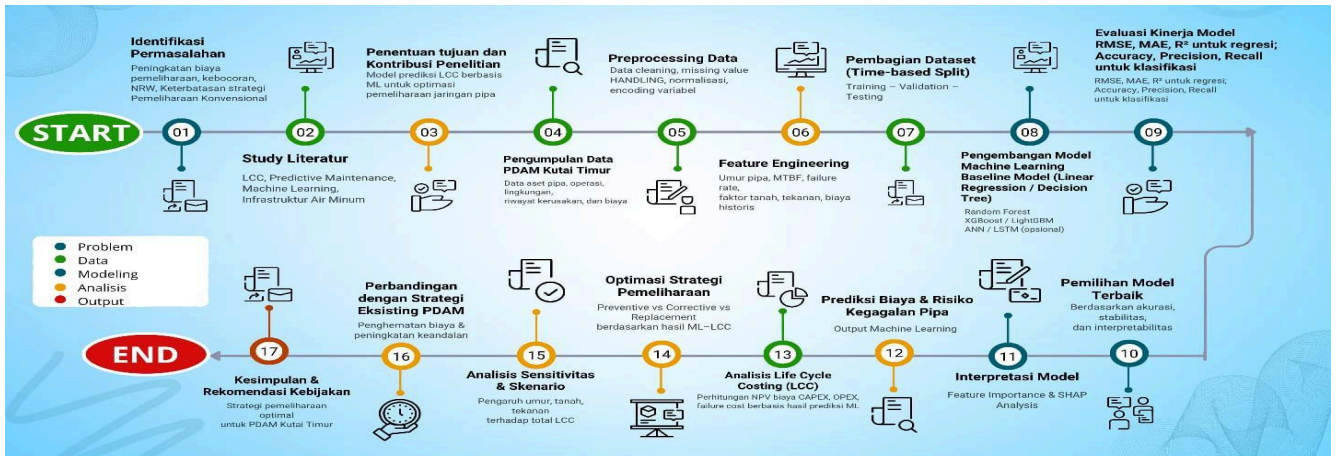 START
01
Identifikasi
Permasalahan
Peningkatan biaya
pemeliharaan, kebocoran,
NRW, Keterbatasan strategi
Pemeliharaan Konvensional
02
Study Literatur
LCC, Predictive Maintenance,
Machine Learning,
Infrastruktur Air Minum
03
Penentuan tujuan dan
Kontribusi Penelitian
Model prediksi LCC berbasis
ML untuk optimasi
pemeliharaan jaringan pipa
04
Pengumpulan Data
PDAM Kutai Timur
Data aset pipa, operasi,
lingkungan,
riwayat kerusakan, dan biaya
05
Preprocessing Data
Data cleaning, missing value
HANDLING, normalisasi,
encoding variabel
06
Feature Engineering
Umur pipa, MTBF, failure
rate,
faktor tanah, tekanan, biaya
historis
07
Pembagian Dataset
(Time-based Split)
Training – Validation –
Testing
08
Pengembangan Model
Machine Learning
Baseline Model (Linear
Regression / Decision
Tree)
Random Forest
XGBoost / LightGBM
ANN / LSTM (opsional)
09
Evaluasi Kinerja Model
RMSE, MAE, R² untuk regresi;
Accuracy, Precision, Recall
untuk klasifikasi
RMSE, MAE, R² untuk regresi;
Accuracy, Precision, Recall
untuk klasifikasi
Problem
Data
Modeling
Analisis
Output
10
Pemilihan Model
Terbaik
Berdasarkan akurasi,
stabilitas,
dan interpretabilitas
11
Interpretasi Model
Feature Importance & SHAP
Analysis
12
Prediksi Biaya & Risiko
Kegagalan Pipa
Output Machine Learning
13
Analisis Life Cycle
Costing (LCC)
Perhitungan NPV biaya CAPEX, OPEX,
failure cost berbasis hasil prediksi ML
14
Optimasi Strategi
Pemeliharaan
Preventive vs Corrective vs
Replacement
berdasarkan hasil ML–LCC
15
Analisis Sensitivitas
& Skenario
Pengaruh umur, tanah,
tekanan
terhadap total LCC
16
Perbandingan
dengan Strategi
Eksisting PDAM
Penghematan biaya &
peningkatan keandalan
17
Kesimpulan &
Rekomendasi Kebijakan
Strategi pemeliharaan
optimal
untuk PDAM Kutai Timur
END